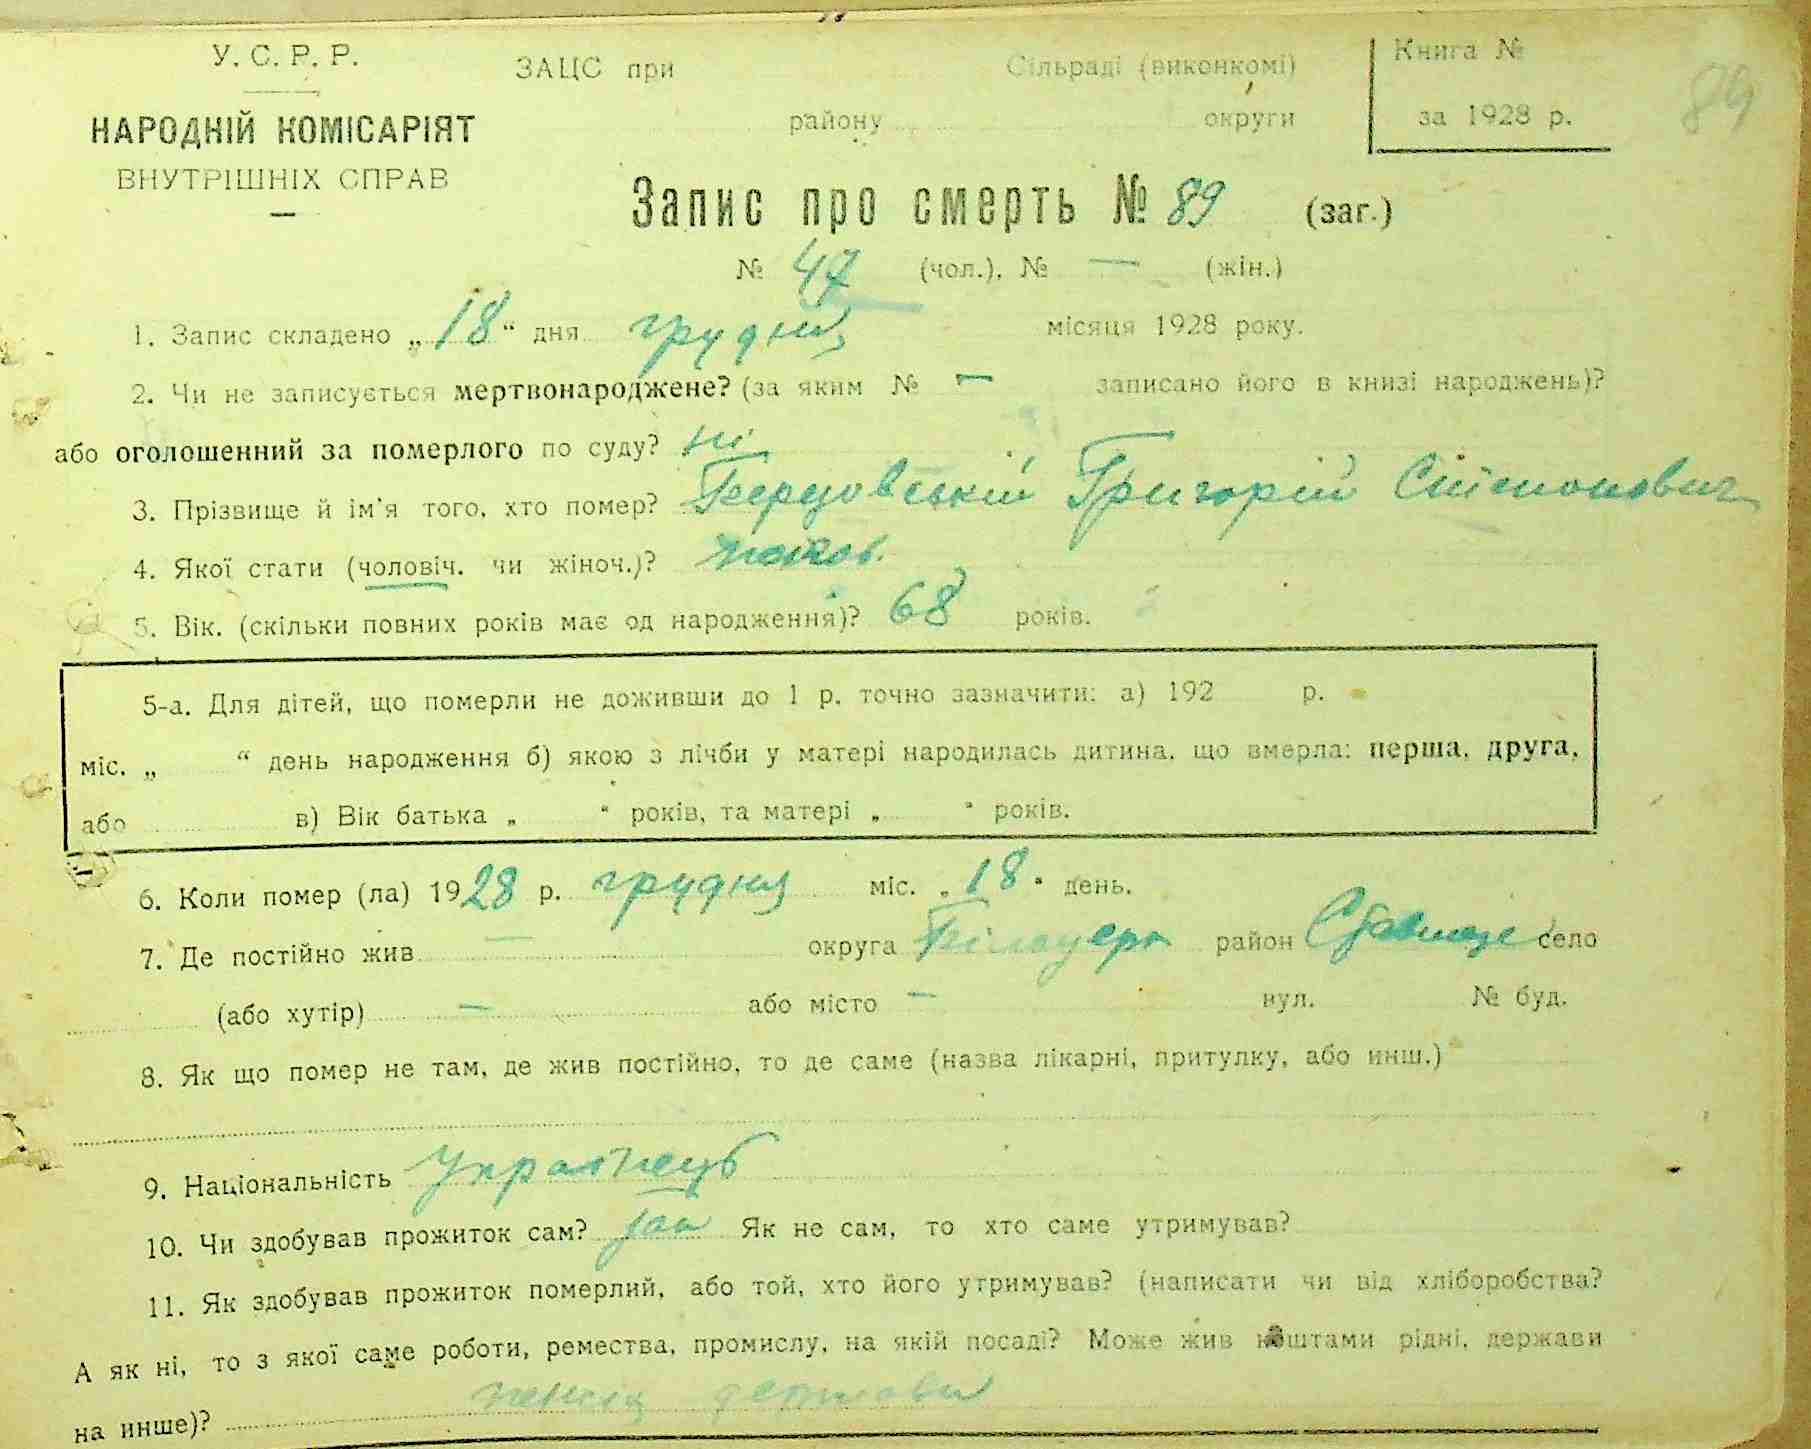 У. С. Р. Р. ЗАЦС при Сільраді (виконкомі) Книга №
НАРОДНІЙ КОМІСАРІЯТ району округи за 1928 р. 89
ВНУТРІШНІХ СПРАВ
Запис про смерть № 89 (заг.)
№ 47 (чол.), № — (жін.)
1. Запис складено „18“ дня грудня місяця 1928 року.
2. Чи не записується мертвонароджене? (за яким № — записано його в книзі народжень)?
або оголошенний за померлого по суду? ні
3. Прізвище й ім'я того, хто помер? Григорій
4. Якої стати (чоловіч. чи жіноч.)?
5. Вік. (скільки повних років має од народження)? 68 років.
5-а. Для дітей, що померли не доживши до 1 р. точно зазначити: а) 192 р.
міс. „ “ день народження б) якою з лічби у матері народилась дитина, що вмерла: перша, друга,
або в) Вік батька „ “ років, та матері „ “ років.
6. Коли помер (ла) 1928 р. грудня міс. „18“ день.
7. Де постійно жив — округа Білоцерк район Ставище село
(або хутір) — або місто — вул. № буд.
8. Як що помер не там, де жив постійно, то де саме (назва лікарні, притулку, або инш.)
9. Національність Українець
10. Чи здобував прожиток сам? сам Як не сам, то хто саме утримував?
11. Як здобував прожиток померлий, або той, хто його утримував? (написати чи від хліборобства?
А як ні, то з якої саме роботи, ремества, промислу, на якій посаді? Може жив коштами рідні, держави
на инше)? пенсія держави